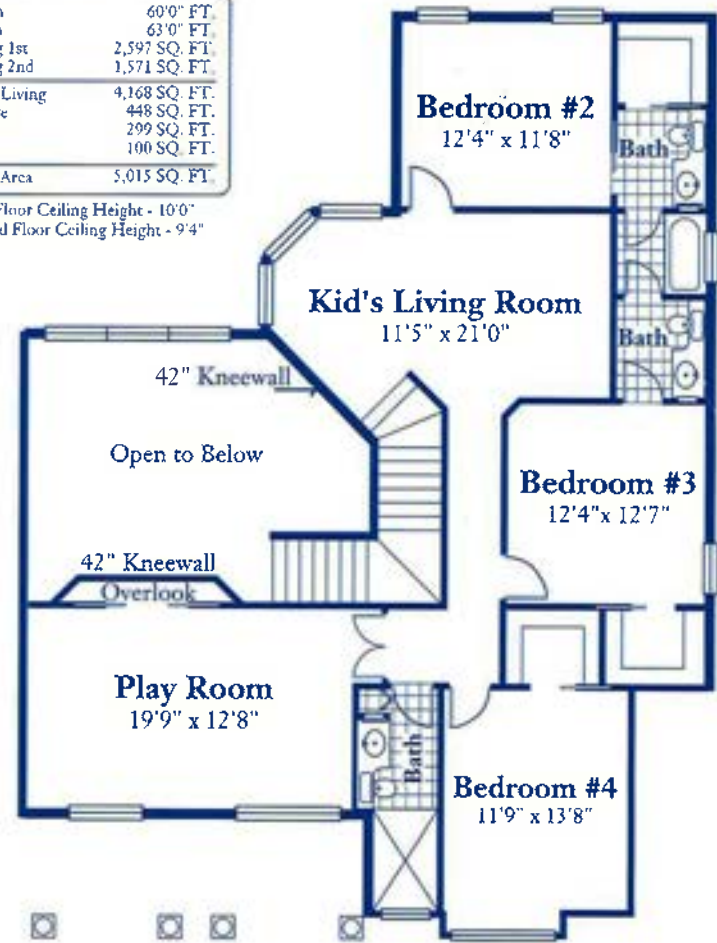 60'0" FT.
63'0" FT.
1st 2,597 SQ. FT.
2nd 1,571 SQ. FT.
Living 4,168 SQ. FT.
448 SQ. FT.
299 SQ. FT.
100 SQ. FT.
Area 5,015 SQ. FT.
Floor Ceiling Height - 10'0"
Floor Ceiling Height - 9'4"
Bedroom #2
12'4" x 11'8"
Bath
Kid's Living Room
11'5" x 21'0"
Bath
42" Kneewall
Open to Below
Bedroom #3
12'4"x 12'7"
42" Kneewall
Overlook
Play Room
19'9" x 12'8"
Bath
Bedroom #4
11'9" x 13'8"